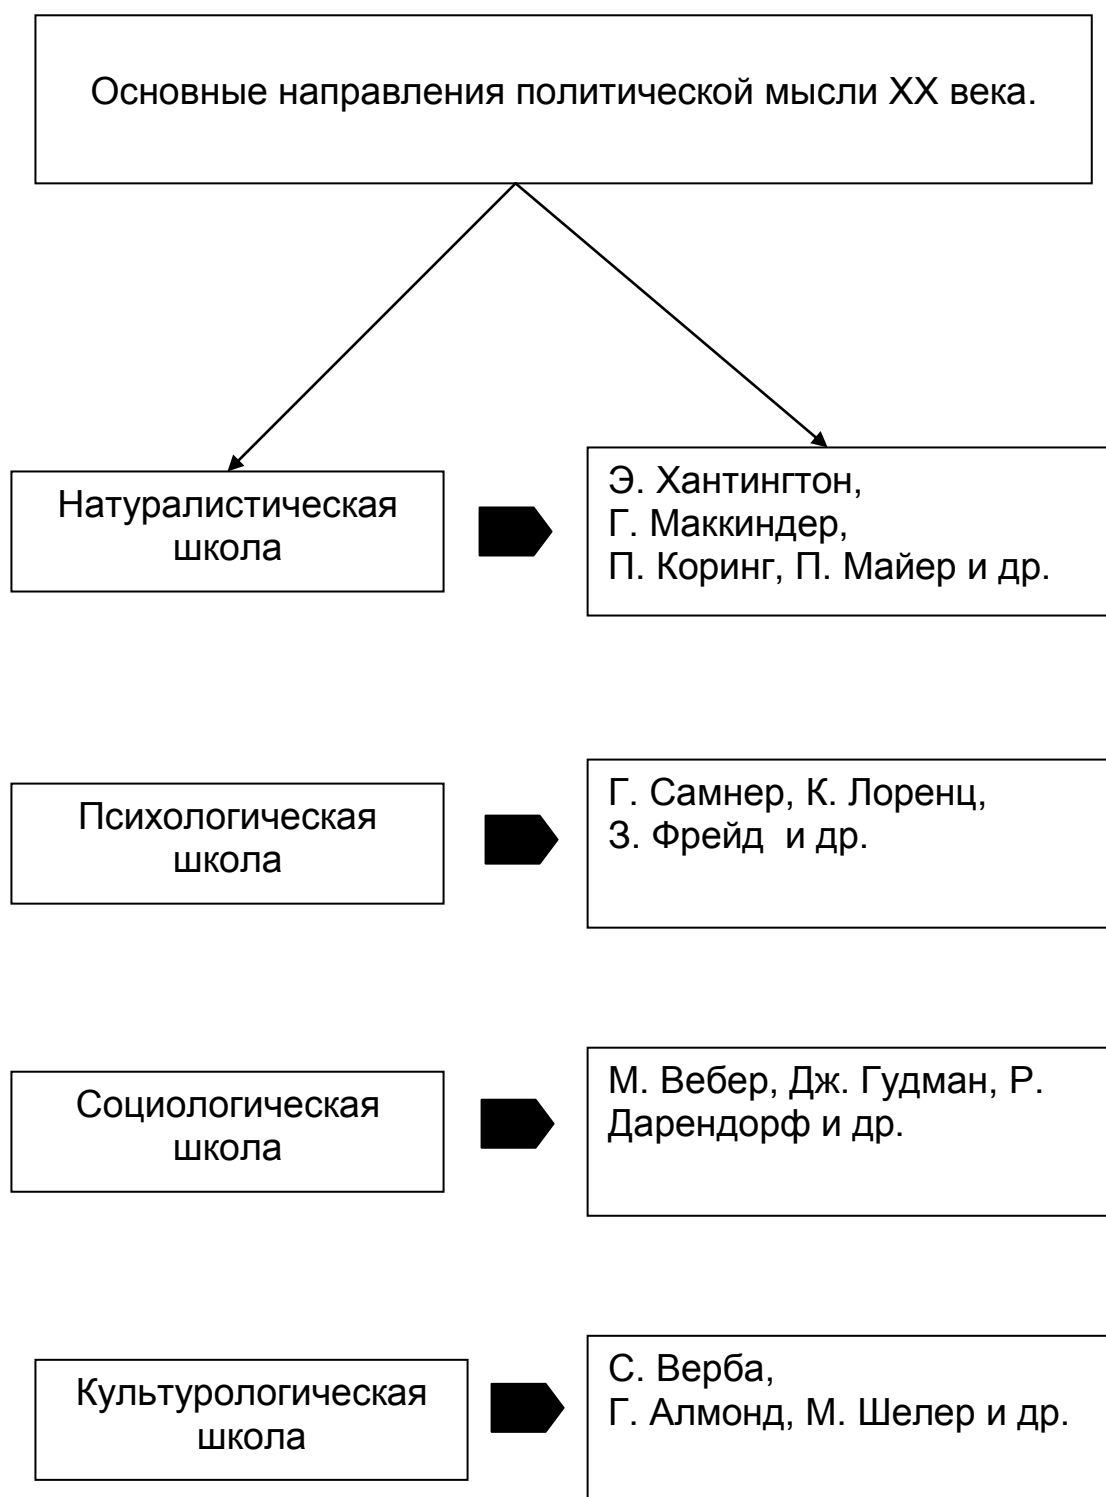 Основные направления политической мысли XX века.
Натуралистическая
школа
Э. Хантингтон,
Г. Маккиндер,
П. Коринг, П. Майер и др.
Психологическая
школа
Г. Самнер, К. Лоренц,
З. Фрейд  и др.
Социологическая
школа
М. Вебер, Дж. Гудман, Р.
Дарендорф и др.
Культурологическая
школа
С. Верба,
Г. Алмонд, М. Шелер и др.